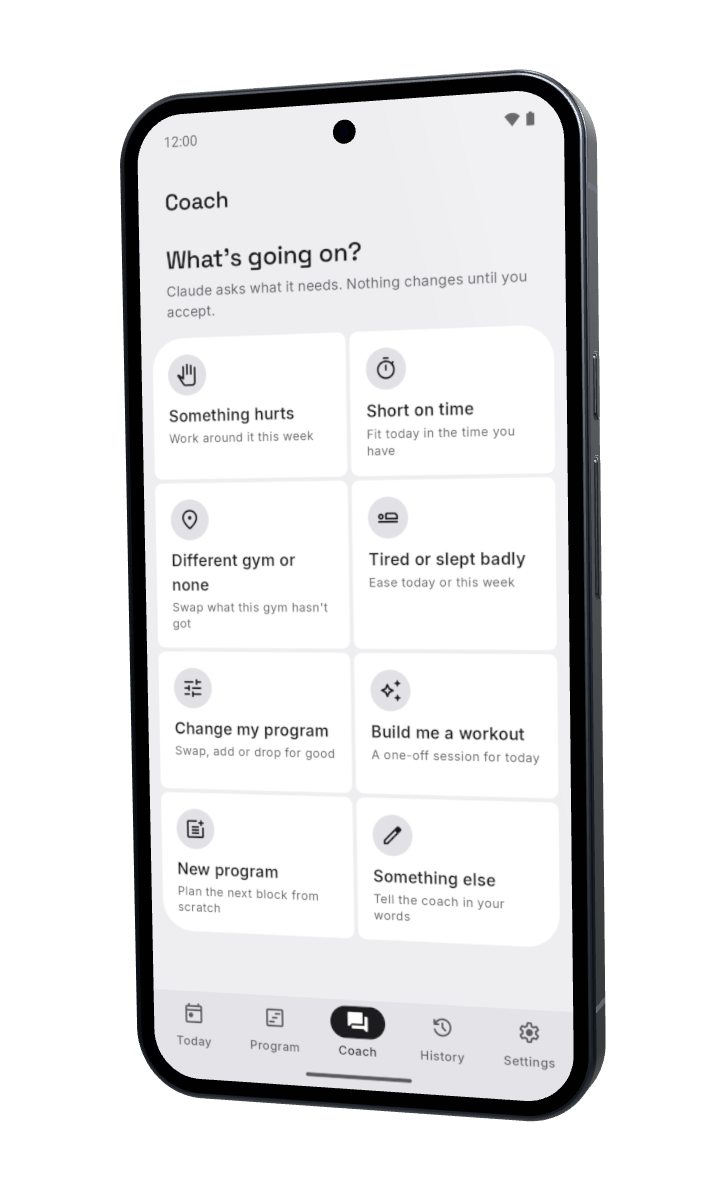 12:00
Coach
What's going on?
Claude asks what it needs. Nothing changes until you
accept.
Something hurts
Work around it this week
Short on time
Fit today in the time you
have
Different gym or
none
Swap what this gym hasn't
got
Tired or slept badly
Ease today or this week
Change my program
Swap, add or drop for good
Build me a workout
A one-off session for today
New program
Plan the next block from
scratch
Something else
Tell the coach in your
words
Today
Program
Coach
History
Settings